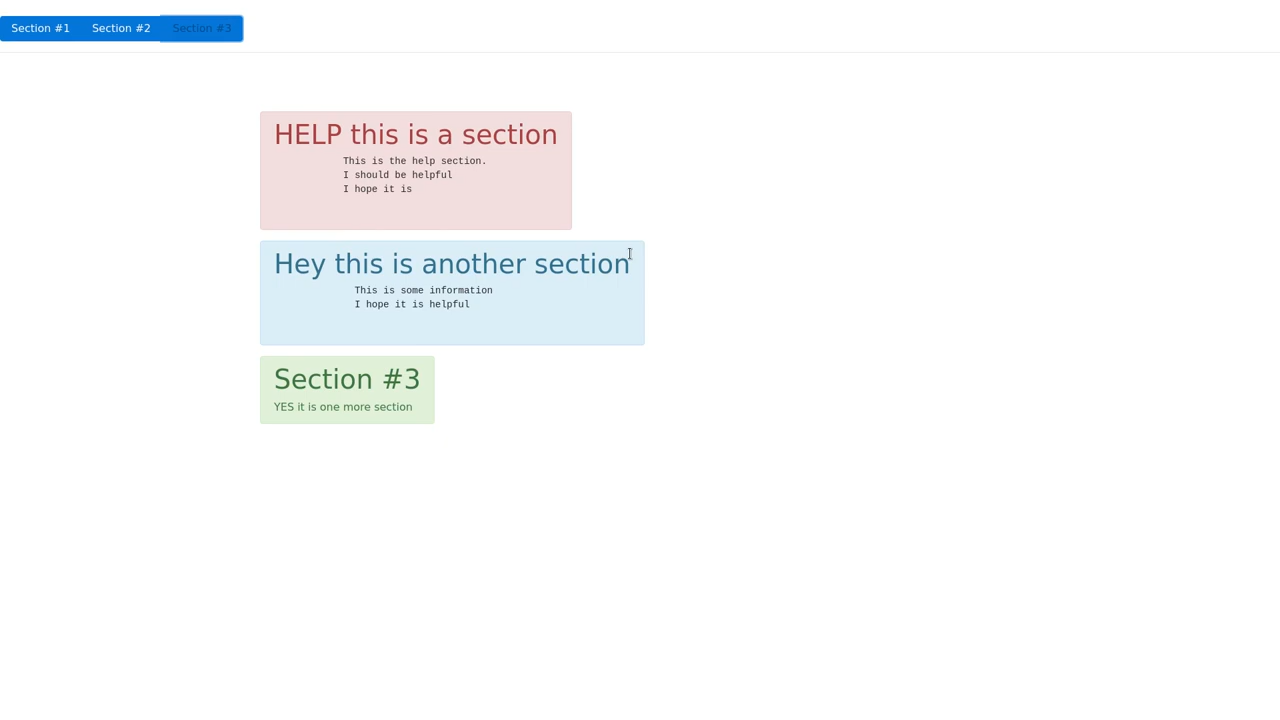 Section #1 Section #2 Section #3
HELP this is a section
This is the help section.
I should be helpful
I hope it is
Hey this is another section
This is some information
I hope it is helpful
Section #3
YES it is one more section